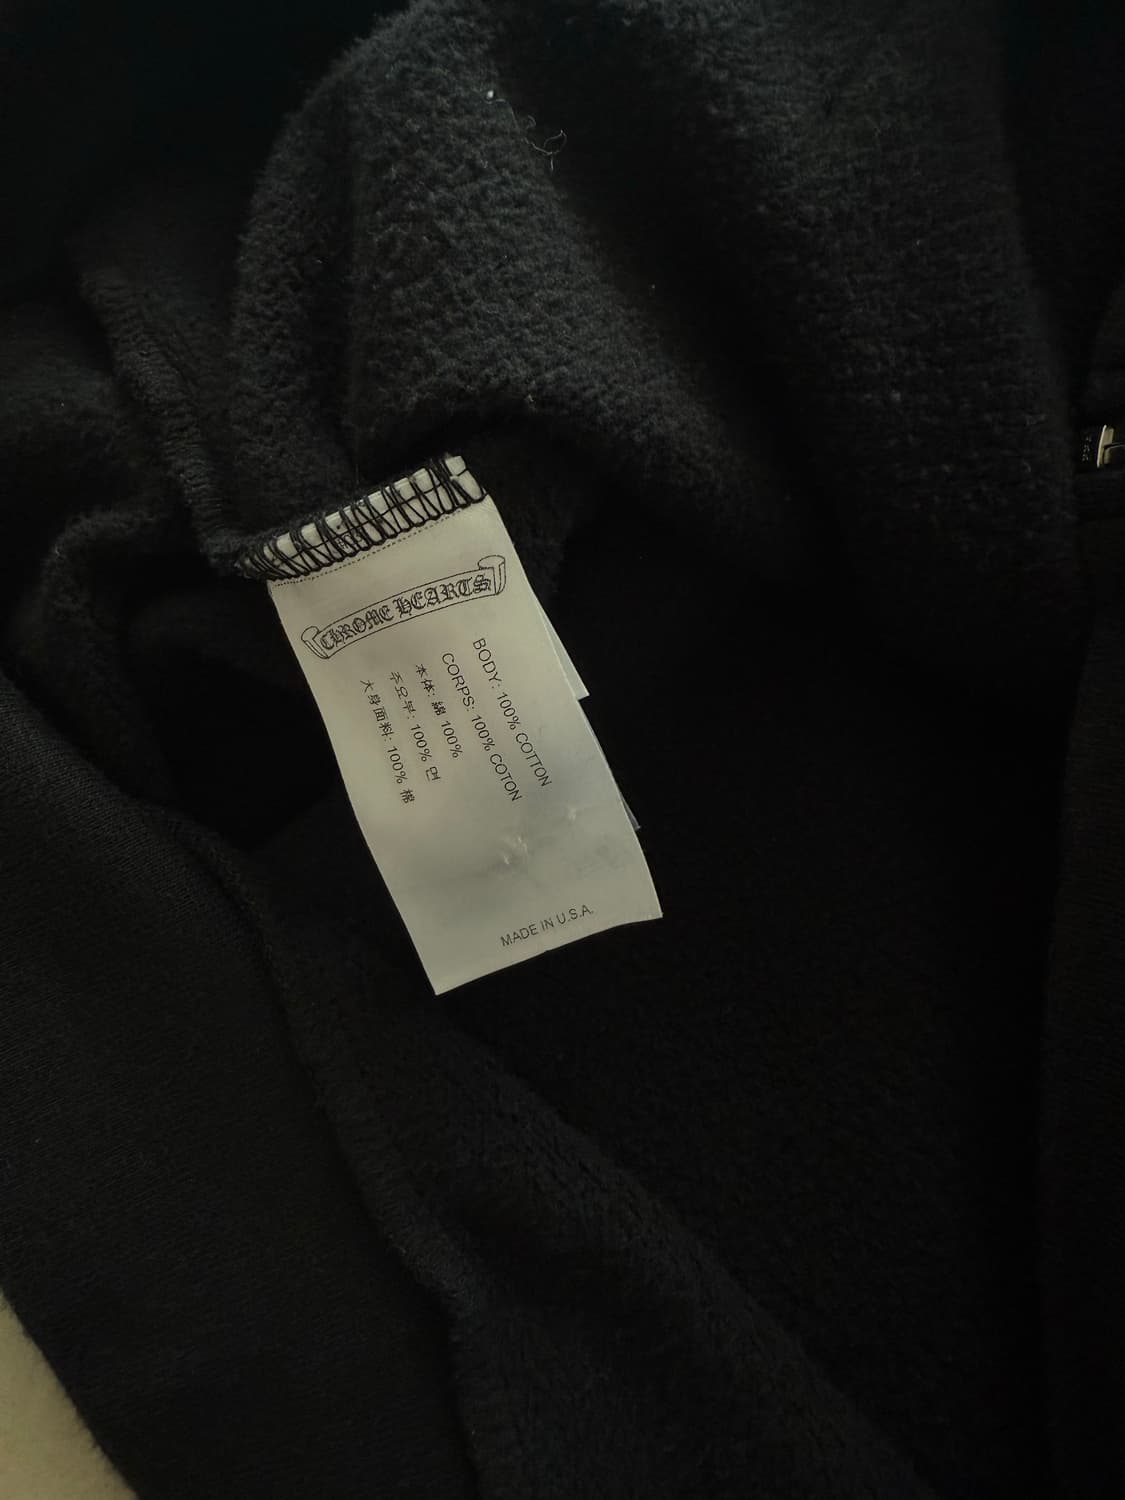 CHROME HEARTS
BODY: 100% COTTON
CORPS: 100% COTON
本体: 綿 100%
주요부: 100% 면
大身面料: 100% 棉
MADE IN U.S.A.